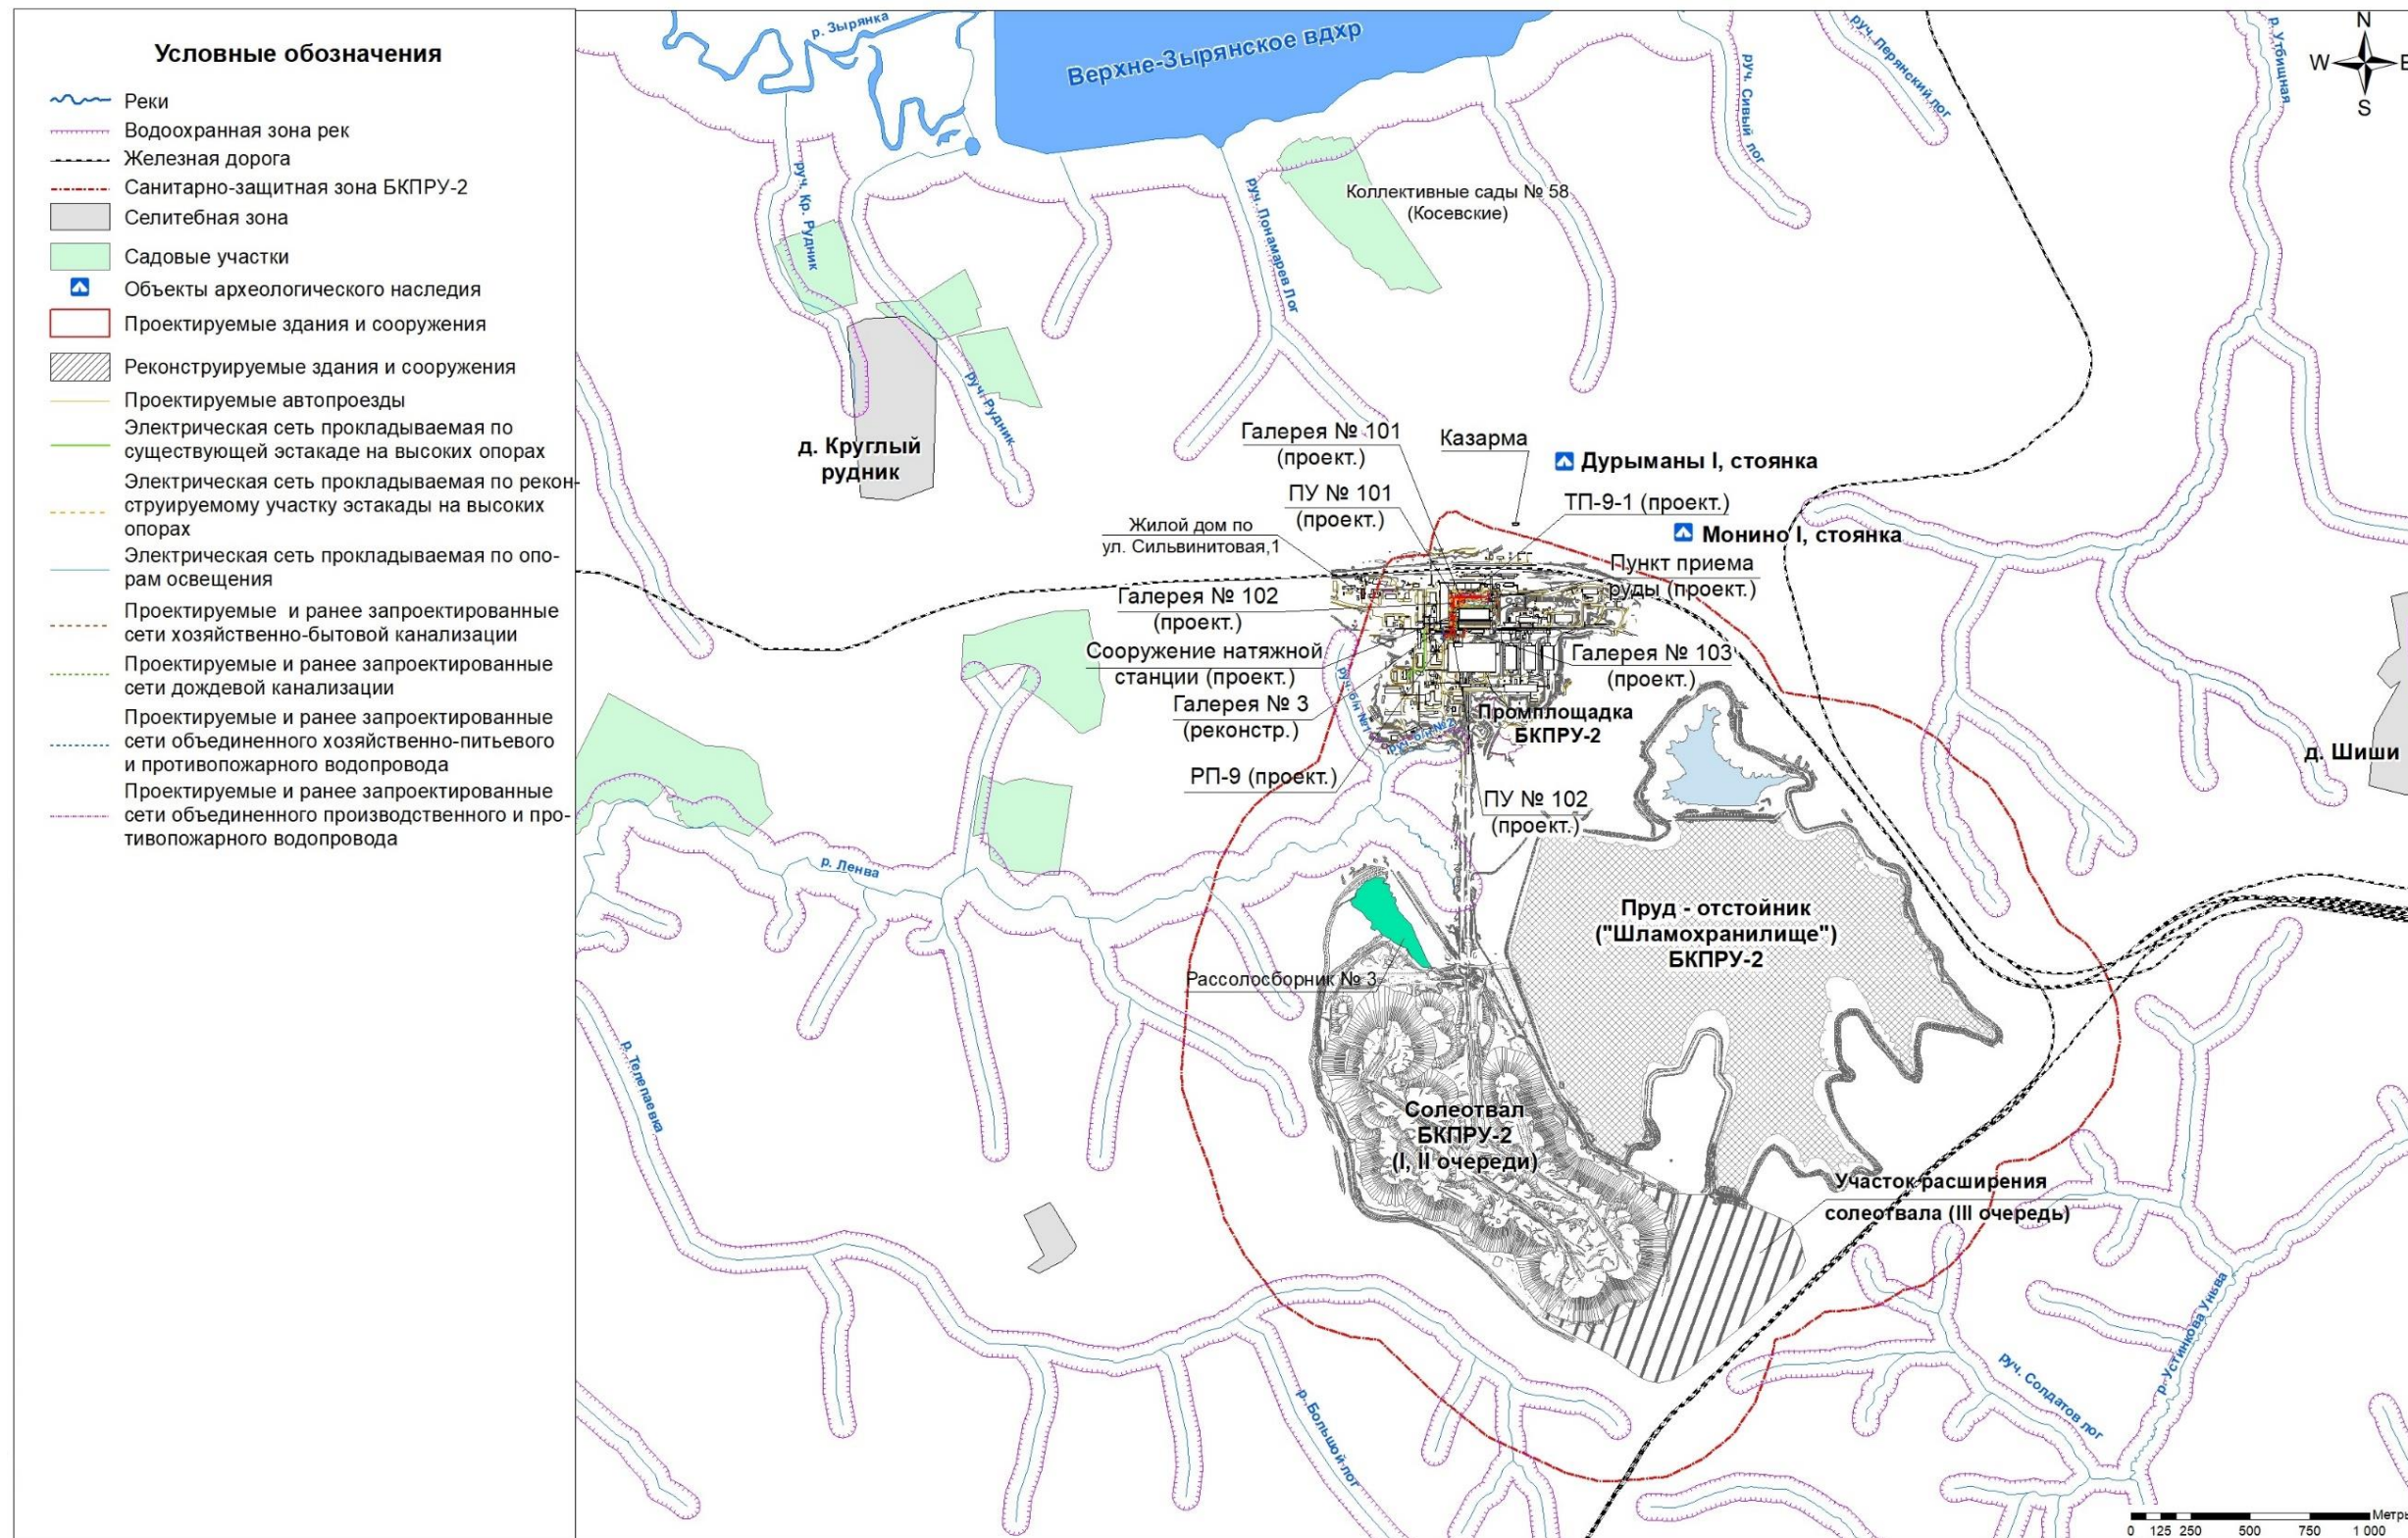 Условные обозначения
Реки
Водоохранная зона рек
Железная дорога
Санитарно-защитная зона БКПРУ-2
Селитебная зона
Садовые участки
Объекты археологического наследия
Проектируемые здания и сооружения
Реконструируемые здания и сооружения
Проектируемые автопроезды
Электрическая сеть прокладываемая по
существующей эстакаде на высоких опорах
Электрическая сеть прокладываемая по рекон-
струируемому участку эстакады на высоких
опорах
Электрическая сеть прокладываемая по опо-
рам освещения
Проектируемые и ранее запроектированные
сети хозяйственно-бытовой канализации
Проектируемые и ранее запроектированные
сети дождевой канализации
Проектируемые и ранее запроектированные
сети объединенного хозяйственно-питьевого
и противопожарного водопровода
Проектируемые и ранее запроектированные
сети объединенного производственного и про-
тивопожарного водопровода
р. Зырянка
Верхне-Зырянское вдхр
руч. Сивый лог
руч. Перянский лог
р. Утбищная
N
W
E
S
руч. Кр. Рудник
руч. Понамарев Лог
Коллективные сады № 58
(Косевские)
руч. Рудник
д. Круглый
рудник
Галерея № 101
(проект.)
Казарма
Дурыманы I, стоянка
ПУ № 101
(проект.)
ТП-9-1 (проект.)
Жилой дом по
ул. Сильвинитовая,1
Монино I, стоянка
Пункт приема
руды (проект.)
Галерея № 102
(проект.)
Сооружение натяжной
станции (проект.)
Галерея № 103
(проект.)
Галерея № 3
(реконстр.)
руч. б/н №1
руч. б/н №2
Промплощадка
БКПРУ-2
РП-9 (проект.)
ПУ № 102
(проект.)
д. Шиши
р. Ленва
Пруд - отстойник
("Шламохранилище")
БКПРУ-2
Рассолосборник № 3
р. Телепаевка
Солеотвал
БКПРУ-2
(I, II очереди)
Участок расширения
солеотвала (III очередь)
р. Большой лог
руч. Солдатов лог
р. Устинкова Уньва
Метр
0 125 250 500 750 1 000